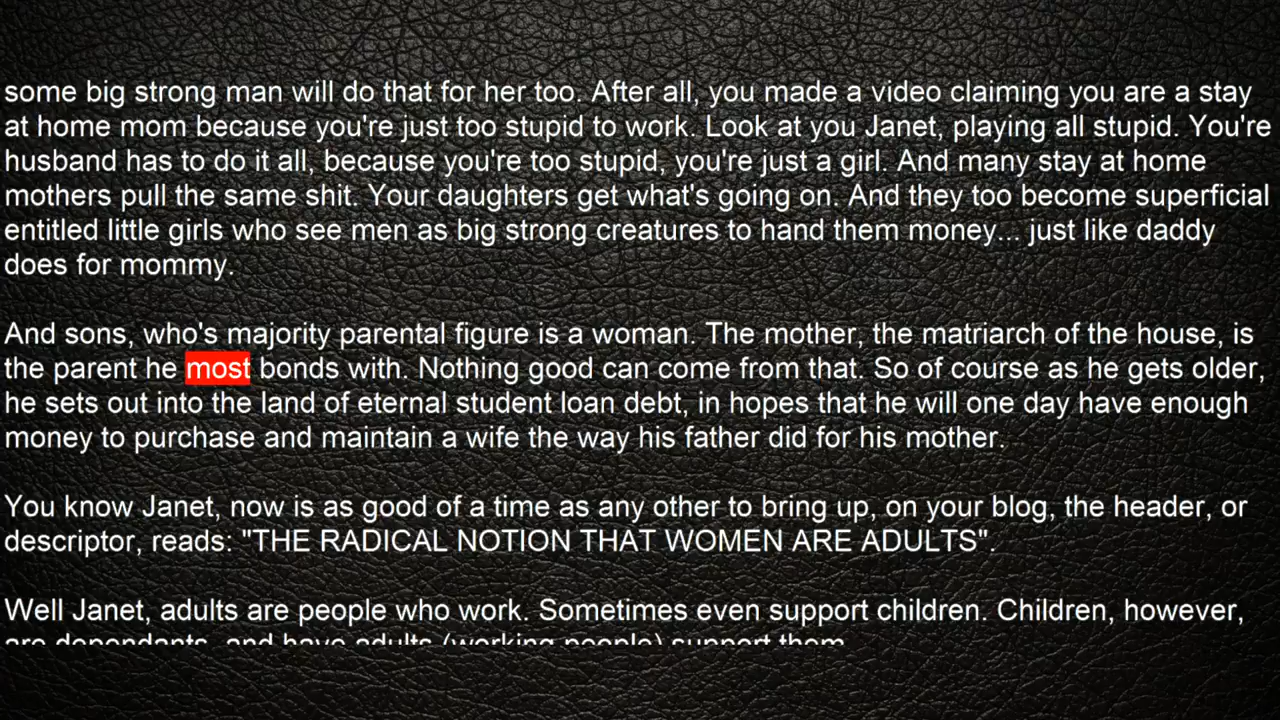 some big strong man will do that for her too. After all, you made a video claiming you are a stay
at home mom because you're just too stupid to work. Look at you Janet, playing all stupid. You're
husband has to do it all, because you're too stupid, you're just a girl. And many stay at home
mothers pull the same shit. Your daughters get what's going on. And they too become superficial
entitled little girls who see men as big strong creatures to hand them money... just like daddy
does for mommy.
And sons, who's majority parental figure is a woman. The mother, the matriarch of the house, is
the parent he most bonds with. Nothing good can come from that. So of course as he gets older,
he sets out into the land of eternal student loan debt, in hopes that he will one day have enough
money to purchase and maintain a wife the way his father did for his mother.
You know Janet, now is as good of a time as any other to bring up, on your blog, the header, or
descriptor, reads: "THE RADICAL NOTION THAT WOMEN ARE ADULTS".
Well Janet, adults are people who work. Sometimes even support children. Children, however,
are dependants, and have adults (working people) support them.